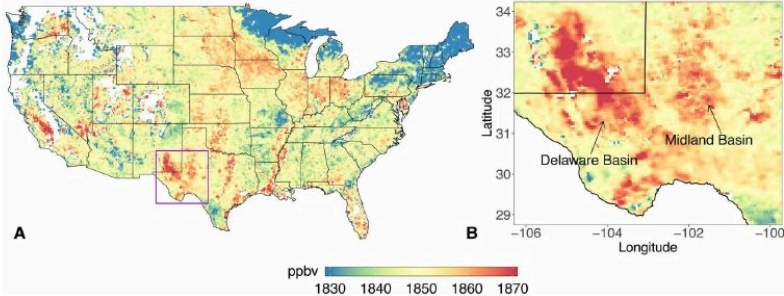 34
33
32
31
30
29
Latitude
Delaware Basin
Midland Basin
A
B
−106
−104
−102
−100
Longitude
ppbv
1830
1840
1850
1860
1870